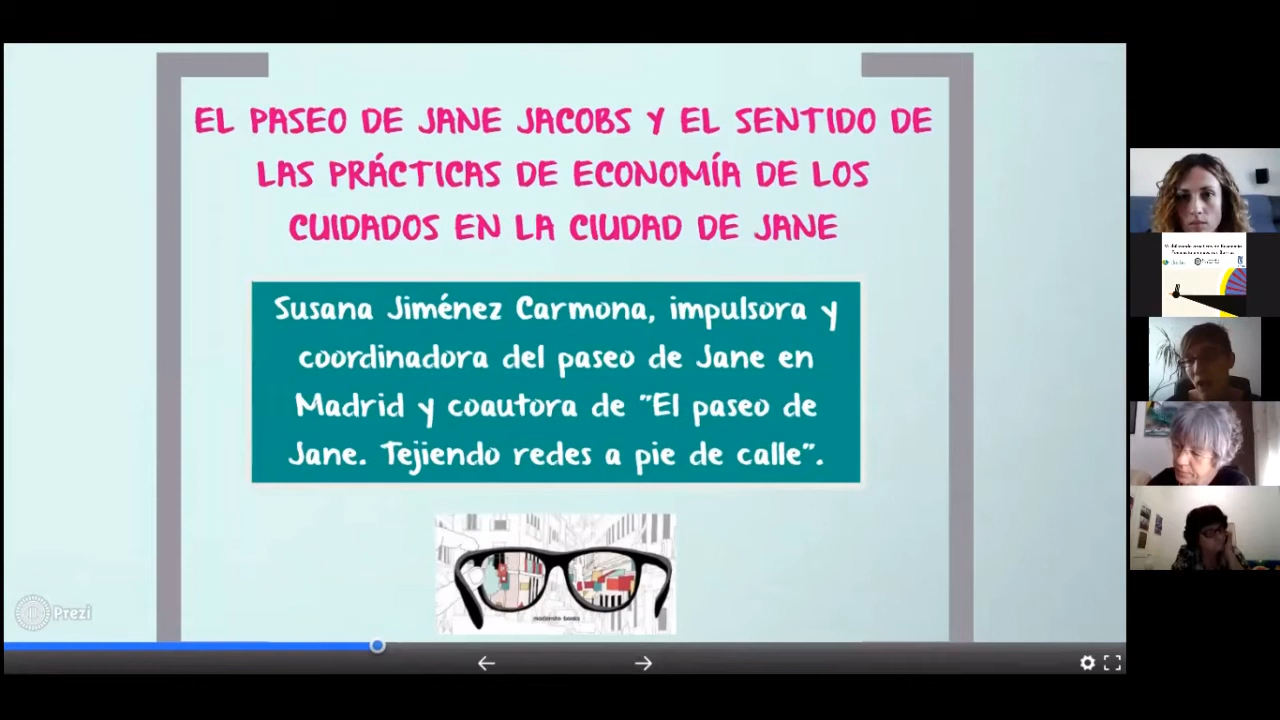 EL PASEO DE JANE JACOBS Y EL SENTIDO DE
LAS PRÁCTICAS DE ECONOMÍA DE LOS
CUIDADOS EN LA CIUDAD DE JANE
Susana Jiménez Carmona, impulsora y
coordinadora del paseo de Jane en
Madrid y coautora de "El paseo de
Jane. Tejiendo redes a pie de calle".
Prezi